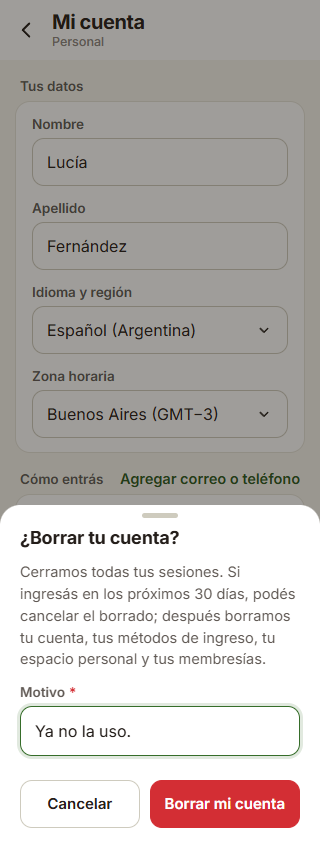 Mi cuenta
Personal
Tus datos
Nombre
Lucía
Apellido
Fernández
Idioma y región
Español (Argentina)
Zona horaria
Buenos Aires (GMT−3)
Cómo entrás Agregar correo o teléfono
¿Borrar tu cuenta?
Cerramos todas tus sesiones. Si
ingresás en los próximos 30 días, podés
cancelar el borrado; después borramos
tu cuenta, tus métodos de ingreso, tu
espacio personal y tus membresías.
Motivo *
Ya no la uso.
Cancelar Borrar mi cuenta